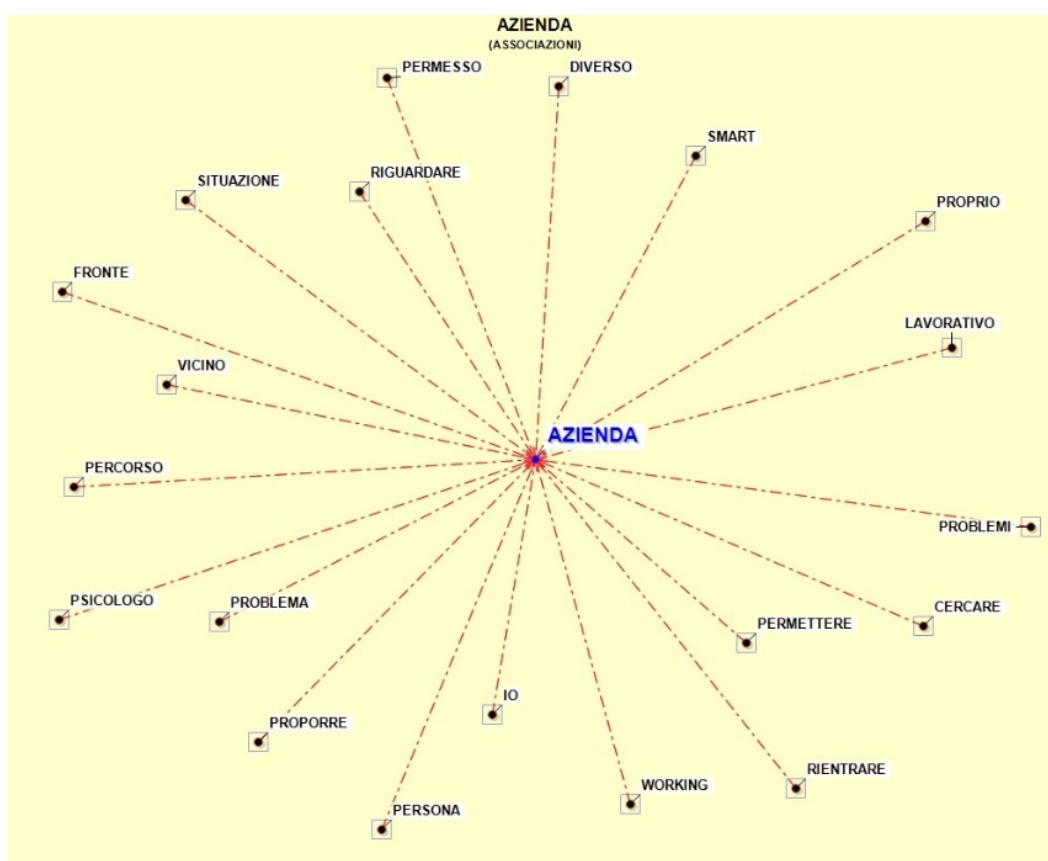 AZIENDA
(ASSOCIAZIONI)
PERMESSO
DIVERSO
SMART
RIGUARDARE
SITUAZIONE
PROPRIO
FRONTE
LAVORATIVO
VICINO
AZIENDA
PERCORSO
PROBLEMI
PSICOLOGO
PROBLEMA
CERCARE
PERMETTERE
IO
PROPORRE
RIENTRARE
WORKING
PERSONA